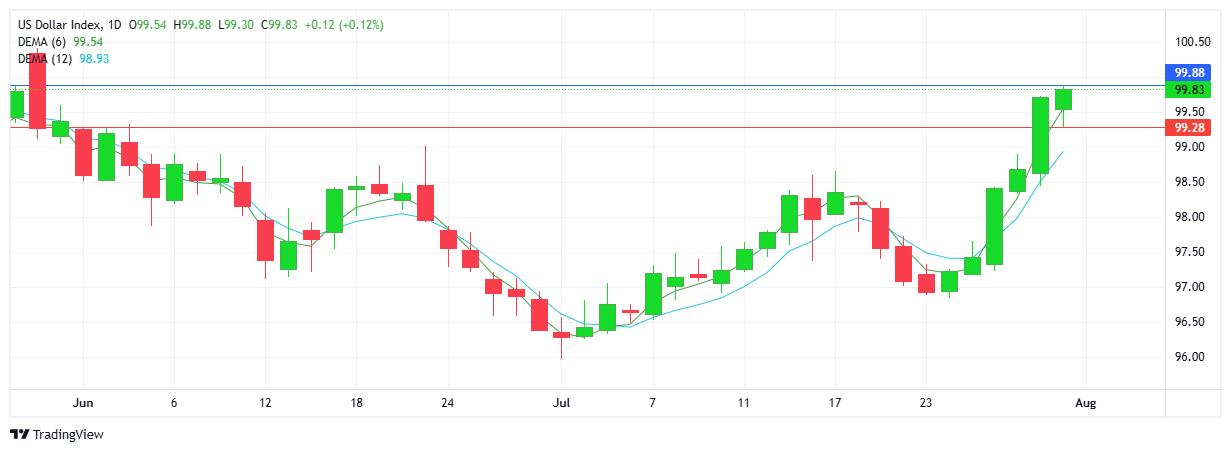 US Dollar Index, 1D O99.54 H99.88 L99.30 C99.83 +0.12 (+0.12%)
DEMA (6) 99.54
DEMA (12) 98.93
100.50
99.88
99.83
99.50
99.28
99.00
98.50
98.00
97.50
97.00
96.50
96.00
Jun 6 12 18 24 Jul 7 11 17 23 Aug
TradingView